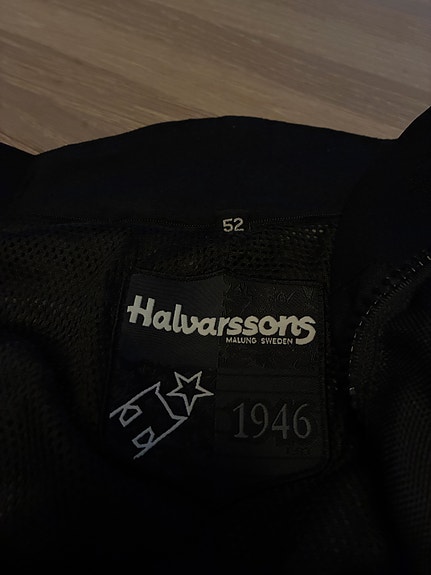 52
Halvarssons
MALUNG SWEDEN
H
1946